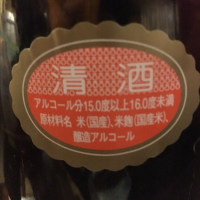 清酒
アルコール分15.0度以上16.0度未満
原材料名 米(国産)、米麹(国産米)、
醸造アルコール